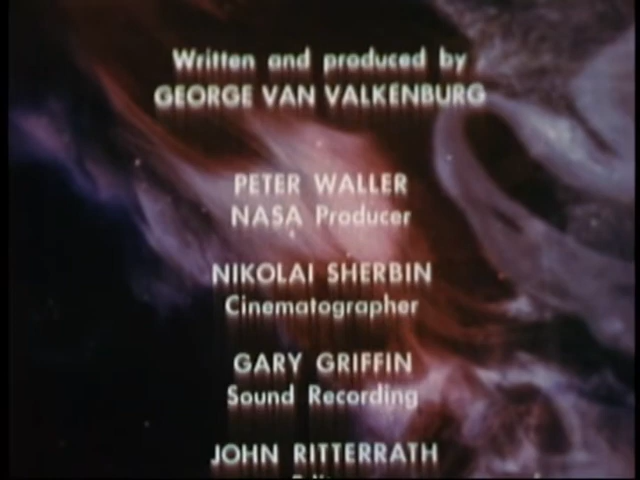 Written and produced by
GEORGE VAN VALKENBURG
PETER WALLER
NASA Producer
NIKOLAI SHERBIN
Cinematographer
GARY GRIFFIN
Sound Recording
JOHN RITTERRATH